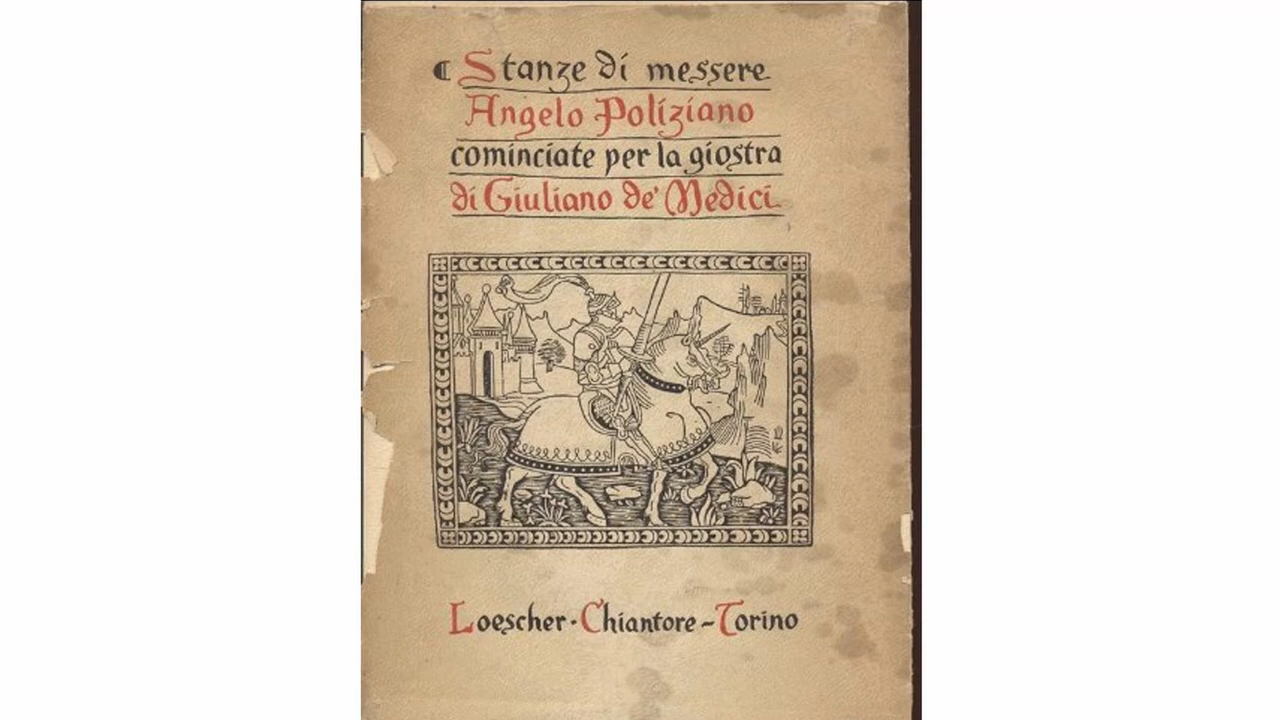 Stanze di messere
Angelo Poliziano
cominciate per la giostra
di Giuliano de' Medici
Loescher · Chiantore ~ Torino